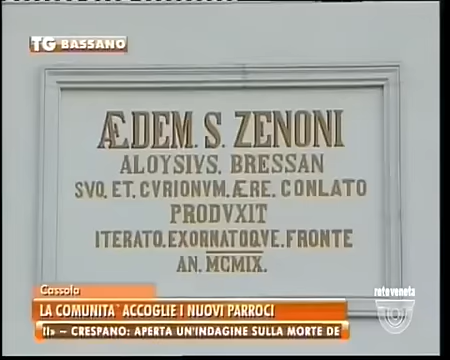 TG BASSANO
ÆDEM. S. ZENONI
ALOYSIVS. BRESSAN
SVO. ET. CVRIONVM. ÆRE. CONLATO
PRODVXIT
ITERATO. EXORNATOQVE. FRONTE
AN. MCMIX.
Cassola
reteveneta
LA COMUNITA` ACCOGLIE I NUOVI PARROCI
– CRESPANO: APERTA UN'INDAGINE SULLA MORTE DE